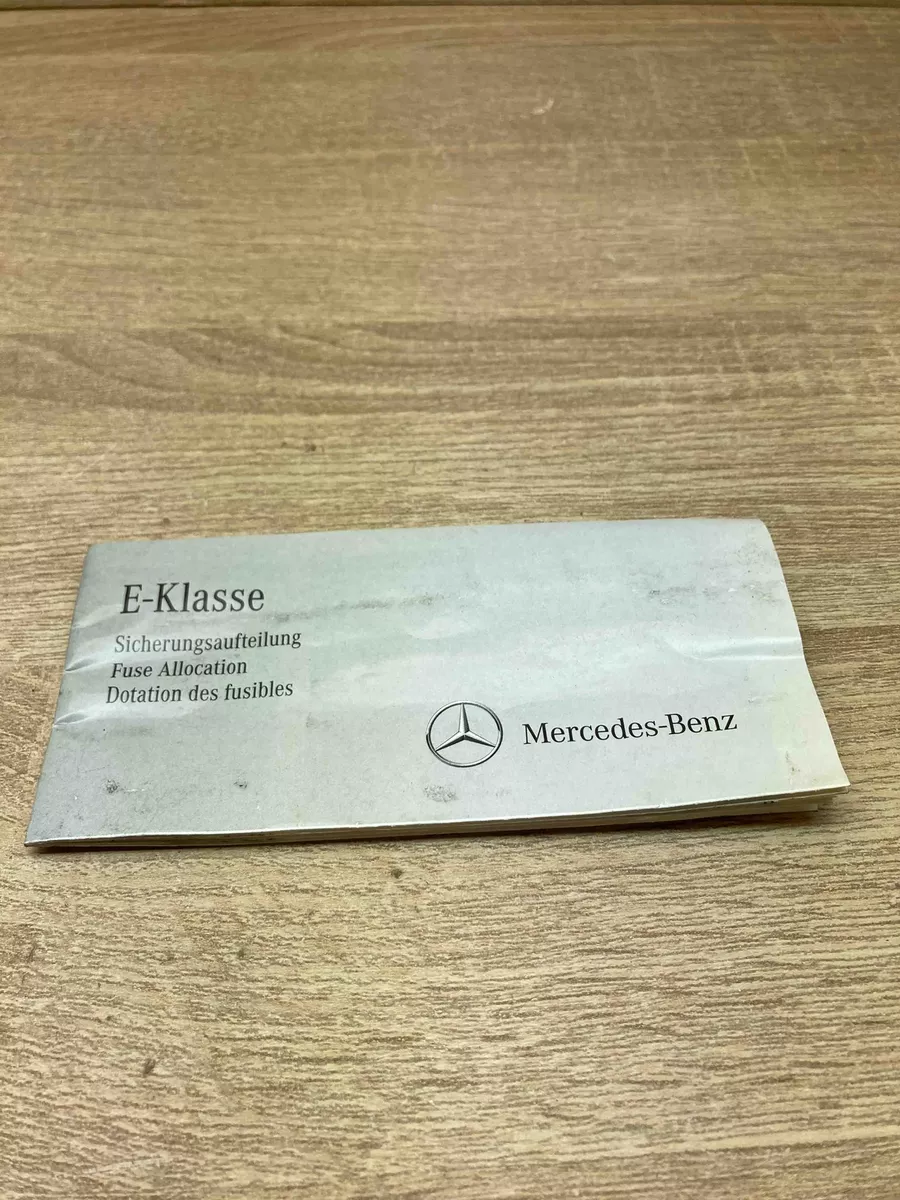 E-Klasse
Sicherungsaufteilung
Fuse Allocation
Dotation des fusibles
Mercedes-Benz